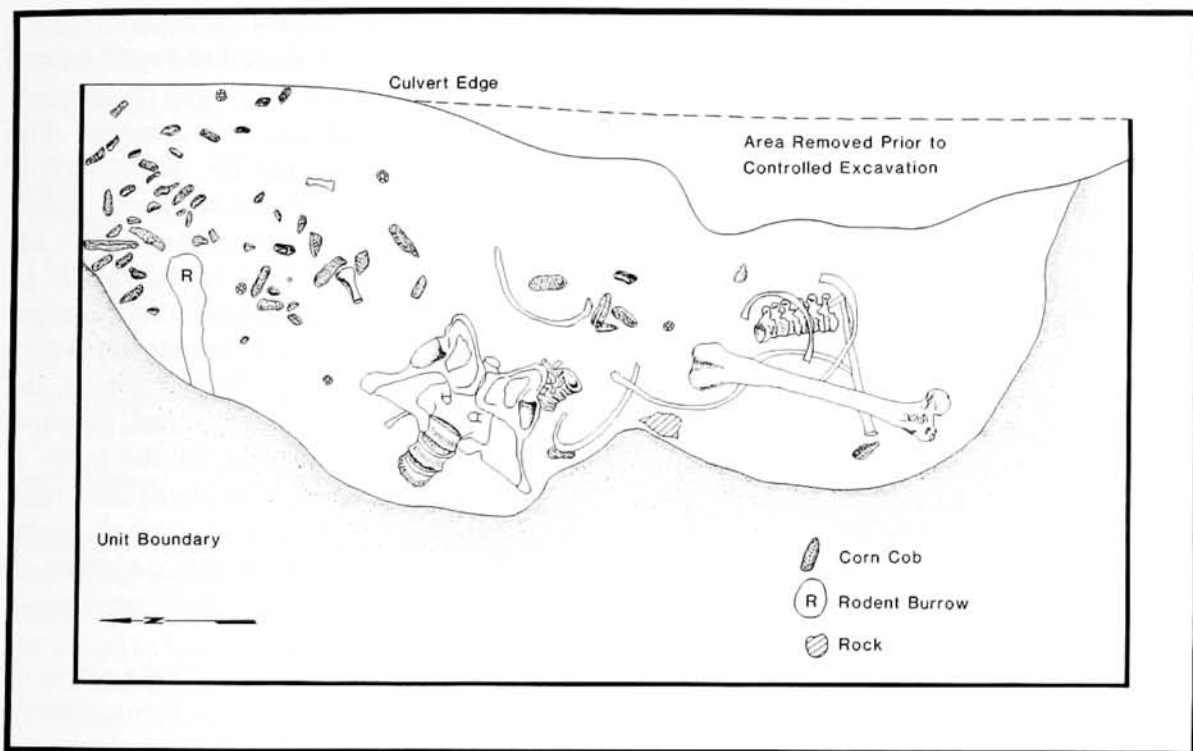 Culvert Edge
Area Removed Prior to
Controlled Excavation
R
Unit Boundary
N
Corn Cob
R Rodent Burrow
Rock